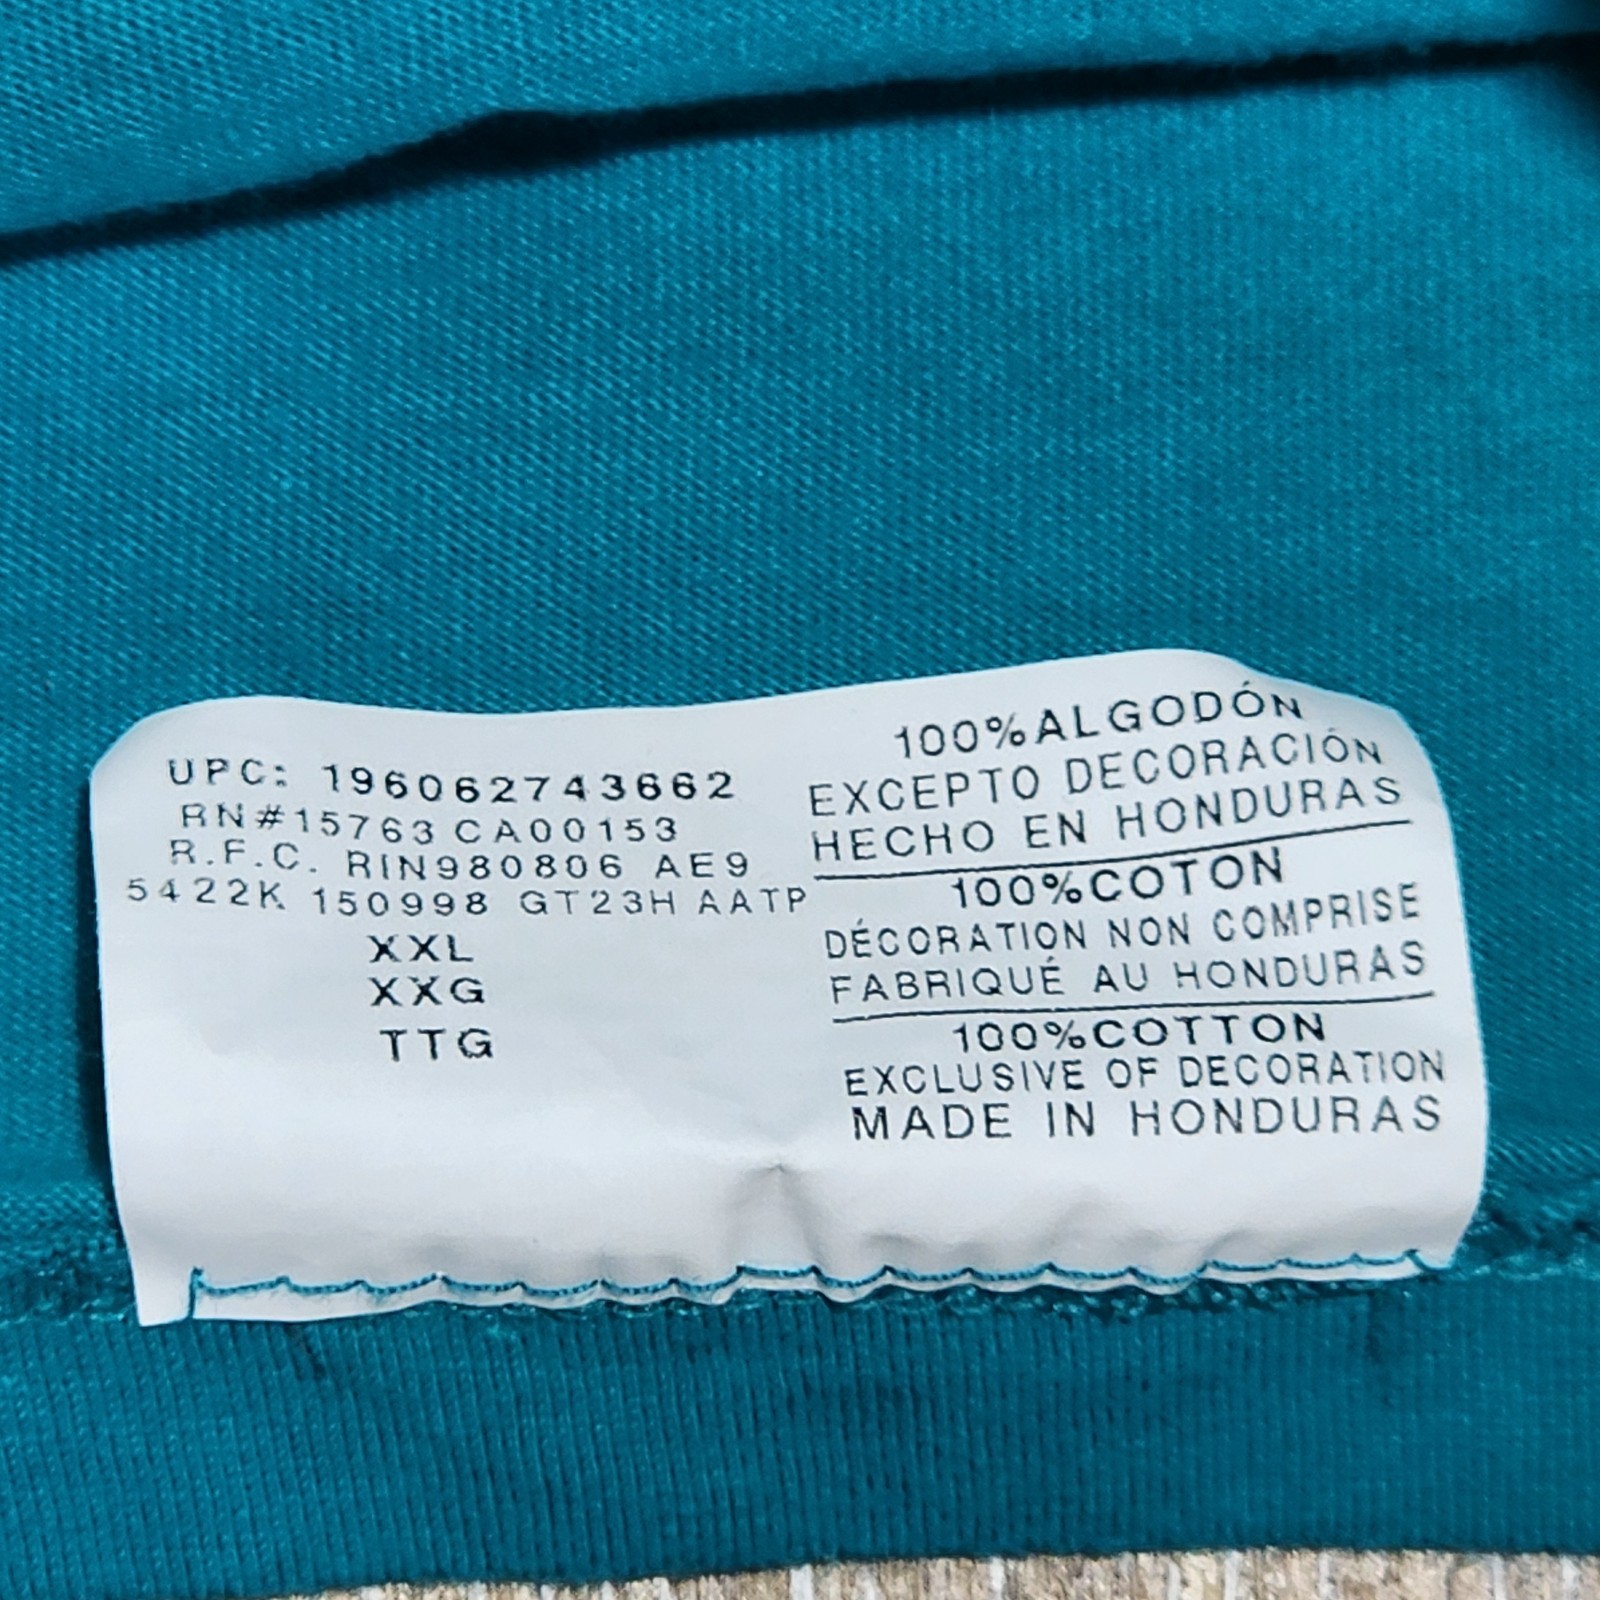 UPC: 196062743662
RN#15763 CA00153
R.F.C. RIN980806 AE9
5422K 150998 GT23H AATP
XXL
XXG
TTG
100%ALGODÓN
EXCEPTO DECORACIÓN
HECHO EN HONDURAS
100%COTON
DÉCORATION NON COMPRISE
FABRIQUÉ AU HONDURAS
100%COTTON
EXCLUSIVE OF DECORATION
MADE IN HONDURAS